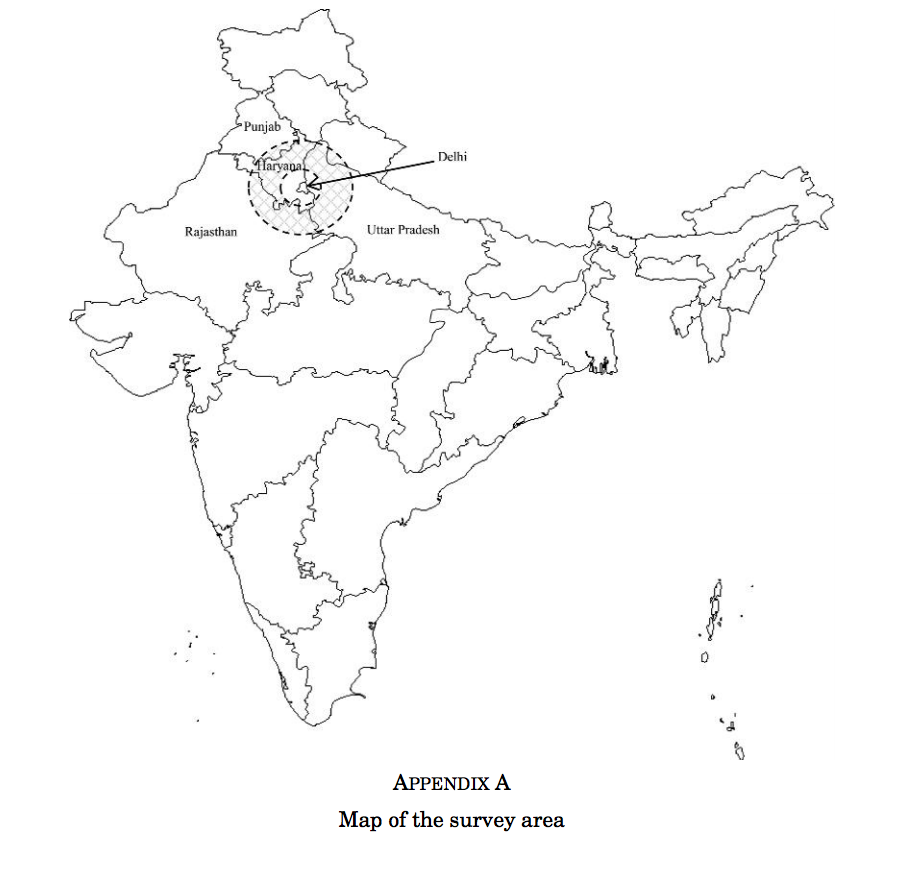 Punjab
Delhi
Haryana
Rajasthan
Uttar Pradesh
APPENDIX A
Map of the survey area